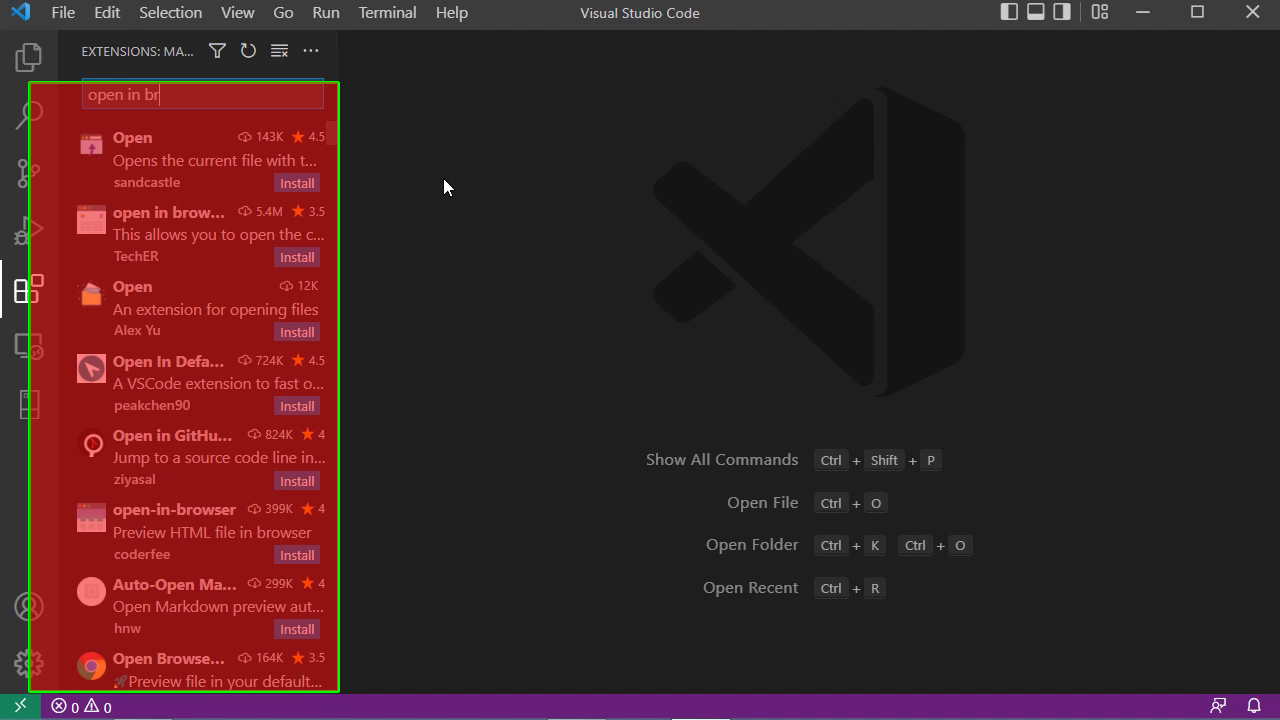 File Edit Selection View Go Run Terminal Help Visual Studio Code
EXTENSIONS: MA...
open in br
Open 143K 4.5
Opens the current file with t...
sandcastle Install
open in brow... 5.4M 3.5
This allows you to open the c...
TechER Install
Open 12K
An extension for opening files
Alex Yu Install
Open In Defa... 724K 4.5
A VSCode extension to fast o...
peakchen90 Install
Open in GitHu... 824K 4
Jump to a source code line in...
ziyasal Install
open-in-browser 399K 4
Preview HTML file in browser
coderfee Install
Auto-Open Ma... 299K 4
Open Markdown preview aut...
hnw Install
Open Browse... 164K 3.5
🚀Preview file in your default...
Show All Commands Ctrl + Shift + P
Open File Ctrl + O
Open Folder Ctrl + K Ctrl + O
Open Recent Ctrl + R
0 0